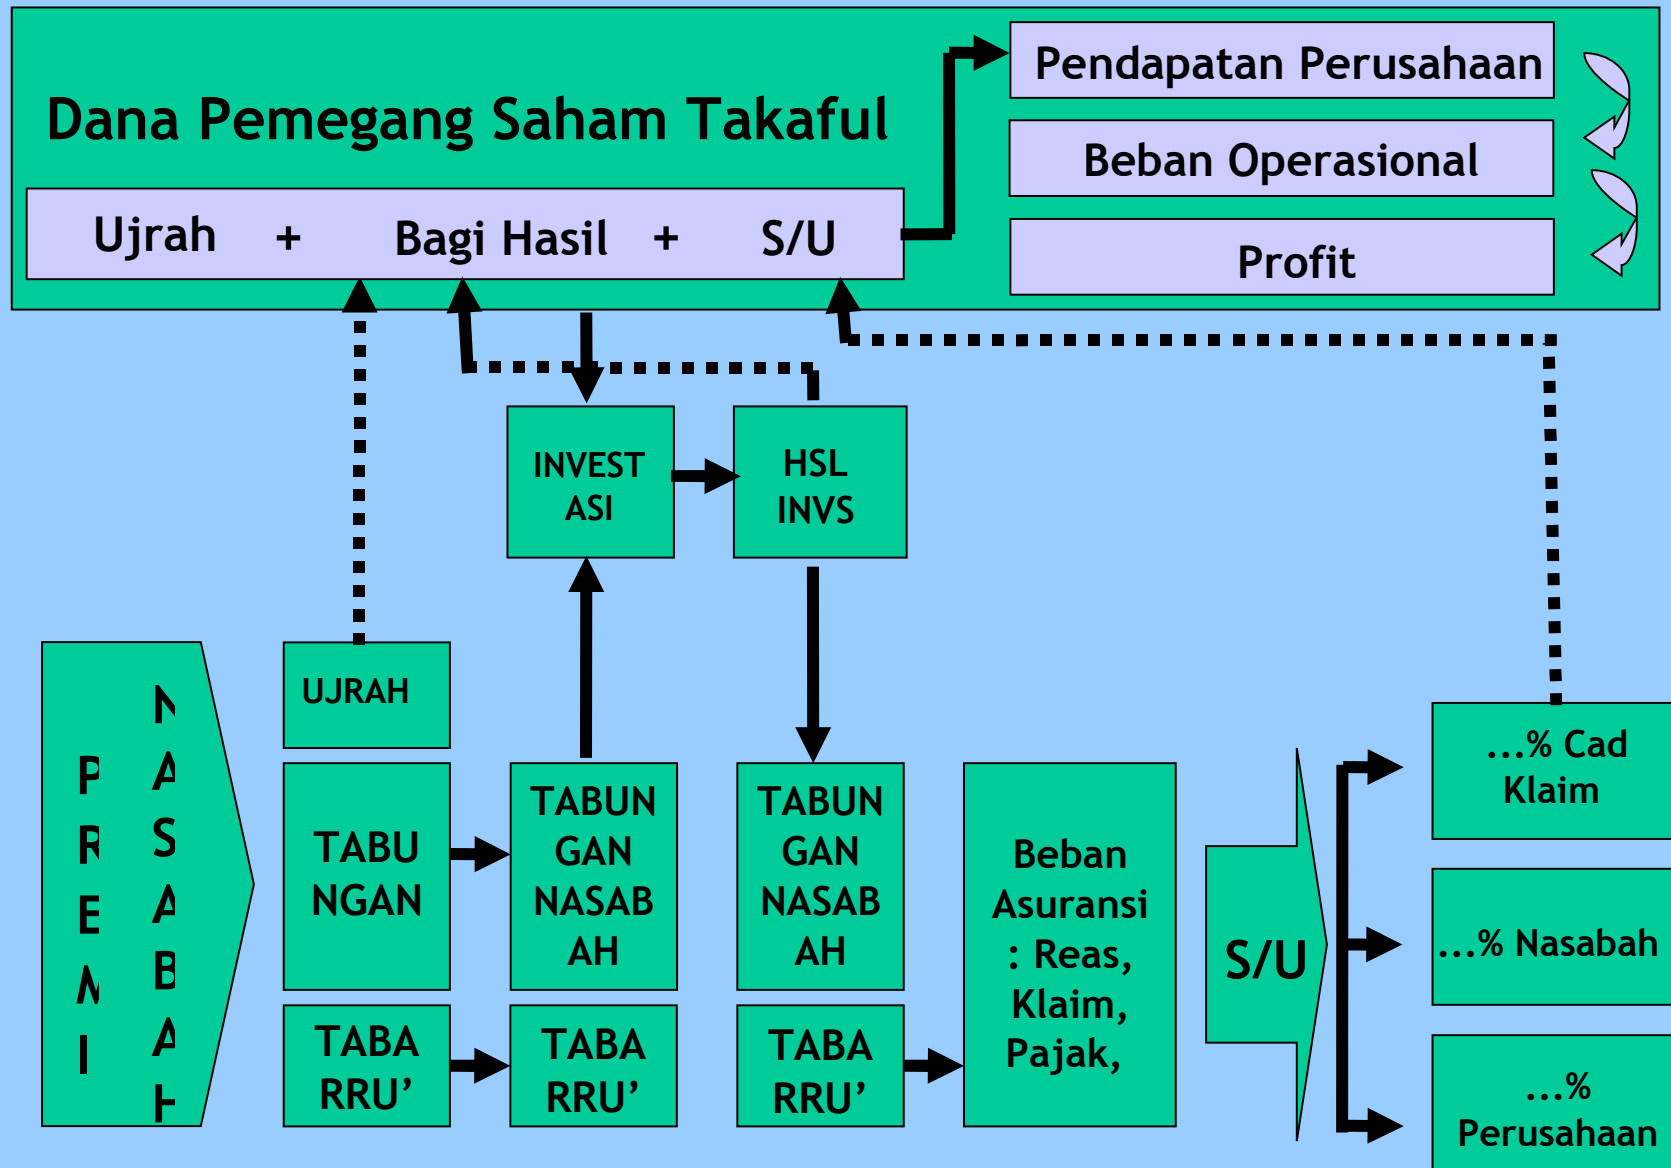 Dana Pemegang Saham Takaful
Ujrah + Bagi Hasil + S/U
Pendapatan Perusahaan
Beban Operasional
Profit
INVEST
ASI
HSL
INVS
PREMI
NASABAH
UJRAH
TABU
NGAN
TABA
RRU’
TABUN
GAN
NASAB
AH
TABA
RRU’
TABUN
GAN
NASAB
AH
TABA
RRU’
Beban
Asuransi
: Reas,
Klaim,
Pajak,
S/U
...% Cad
Klaim
...% Nasabah
...%
Perusahaan